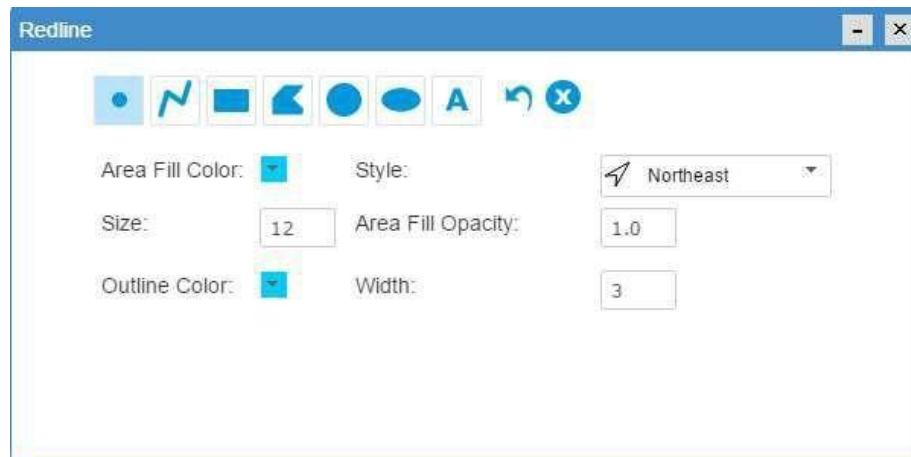 Redline
A
Area Fill Color: Style: Northeast
Size: 12 Area Fill Opacity: 1.0
Outline Color: Width: 3